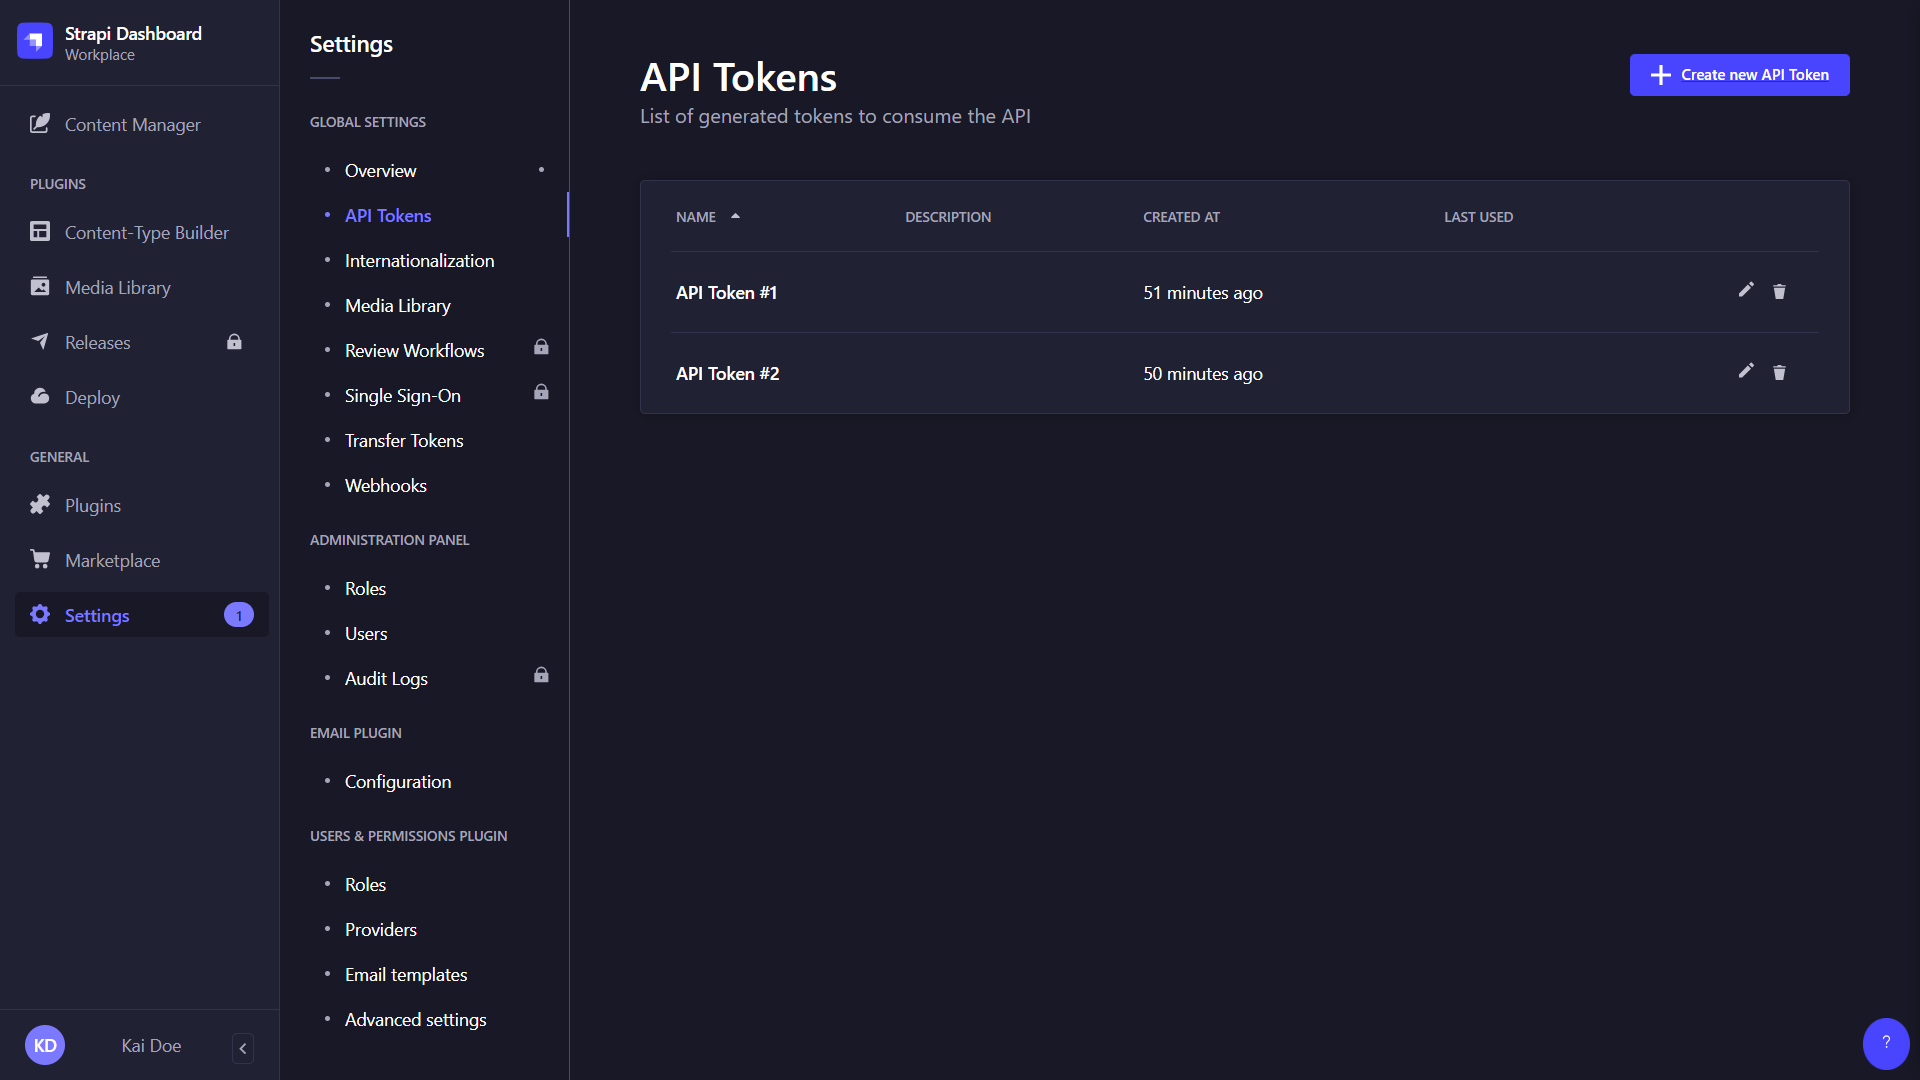 Strapi Dashboard
Workplace
Content Manager
PLUGINS
Content-Type Builder
Media Library
Releases
Deploy
GENERAL
Plugins
Marketplace
Settings
1
KD
Kai Doe
Settings
GLOBAL SETTINGS
Overview
API Tokens
Internationalization
Media Library
Review Workflows
Single Sign-On
Transfer Tokens
Webhooks
ADMINISTRATION PANEL
Roles
Users
Audit Logs
EMAIL PLUGIN
Configuration
USERS & PERMISSIONS PLUGIN
Roles
Providers
Email templates
Advanced settings
API Tokens
List of generated tokens to consume the API
Create new API Token
NAME DESCRIPTION CREATED AT LAST USED
API Token #1 51 minutes ago
API Token #2 50 minutes ago
?